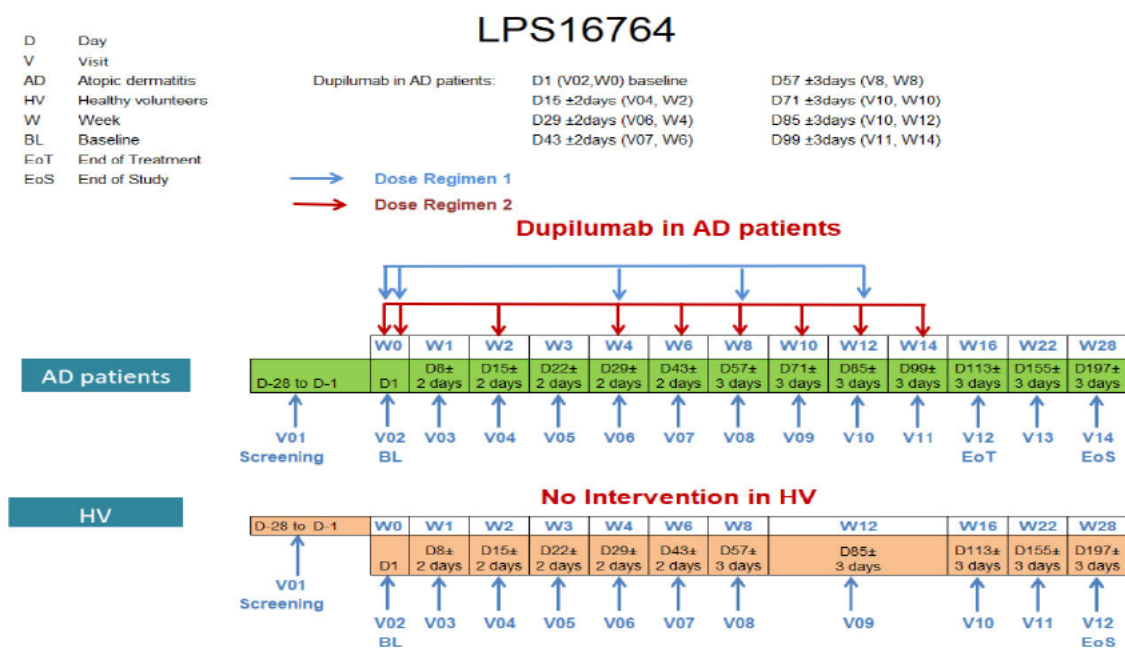 LPS16764
D Day
V Visit
AD Atopic dermatitis
HV Healthy volunteers
W Week
BL Baseline
EoT End of Treatment
EoS End of Study
Dupilumab in AD patients: D1 (V02,W0) baseline D57 ±3days (V8, W8)
D15 ±2days (V04, W2) D71 ±3days (V10, W10)
D29 ±2days (V06, W4) D85 ±3days (V10, W12)
D43 ±2days (V07, W6) D99 ±3days (V11, W14)
Dose Regimen 1
Dose Regimen 2
Dupilumab in AD patients
W0 W1 W2 W3 W4 W6 W8 W10 W12 W14 W16 W22 W28
AD patients
D-28 to D-1 D1 D8± 2 days D15± 2 days D22± 2 days D29± 2 days D43± 2 days D57± 3 days D71± 3 days D85± 3 days D99± 3 days D113± 3 days D155± 3 days D197± 3 days
V01 V02 V03 V04 V05 V06 V07 V08 V09 V10 V11 V12 V13 V14
Screening BL EoT EoS
No Intervention in HV
HV
D-28 to D-1 W0 W1 W2 W3 W4 W6 W8 W12 W16 W22 W28
D1 D8± 2 days D15± 2 days D22± 2 days D29± 2 days D43± 2 days D57± 3 days D85± 3 days D113± 3 days D155± 3 days D197± 3 days
V01
Screening
V02 V03 V04 V05 V06 V07 V08 V09 V10 V11 V12
BL EoS